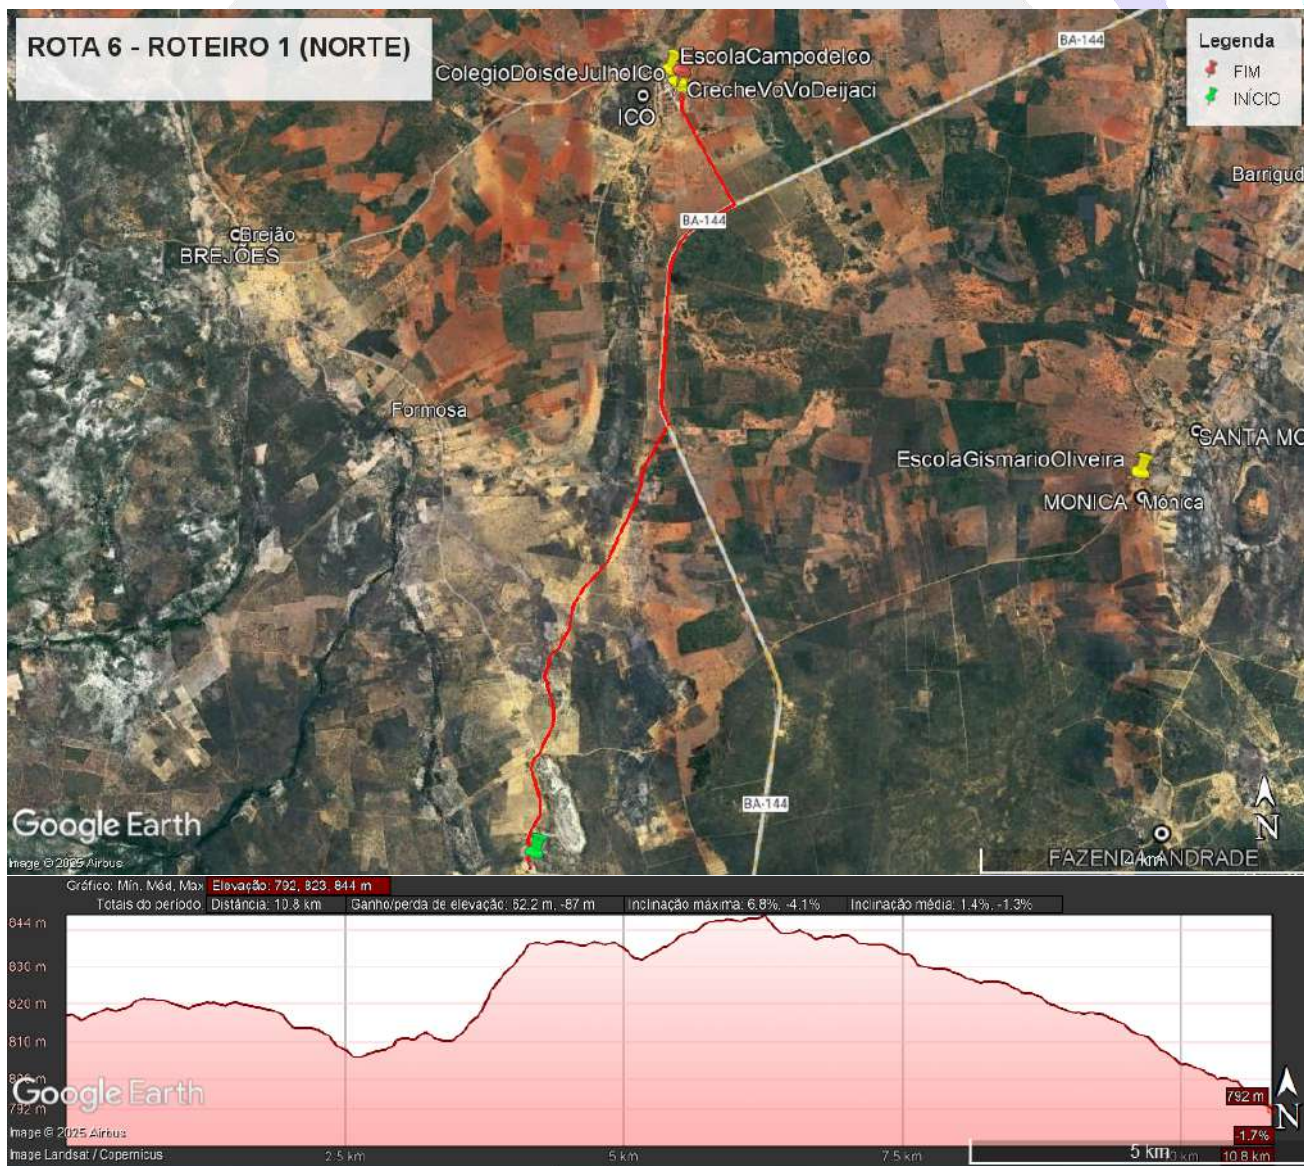 ROTA 6 - ROTEIRO 1 (NORTE)
BA-144
Legenda
FIM
INÍCIO
EscolaCampodeIco
ColegioDoisdeJulhoICo
CrecheVoVoDeijaci
ICO
Barrigud
BA-144
Brejão
BREJÕES
Formosa
SANTA MO
EscolaGismarioOliveira
MONICA
Mônica
BA-144
N
Google Earth
FAZENDA ANDRADE
4 km
Image © 2025 Airbus
Gráfico: Mín, Méd, Max
Elevação: 792, 823, 844 m
Totais do período
Distância: 10.8 km
Ganho/perda de elevação: 62.2 m, -87 m
Inclinação máxima: 6.8%, -4.1%
Inclinação média: 1.4%, -1.3%
844 m
830 m
820 m
810 m
792 m
Google Earth
792 m
N
Image © 2025 Airbus
-1.7%
Image Landsat / Copernicus
2.5 km
5 km
7.5 km
5 km
10.8 km